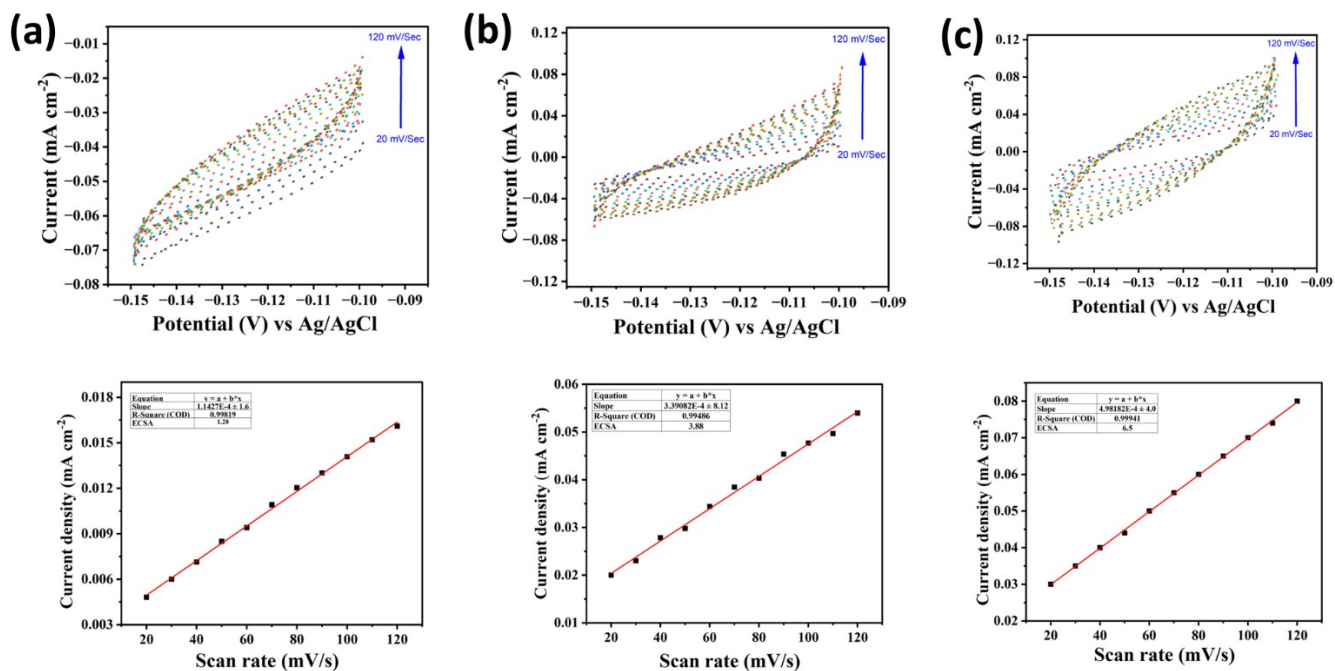 (a)
−0.01
−0.02
−0.03
−0.04
−0.05
−0.06
−0.07
−0.08
Current (mA cm⁻²)
120 mV/Sec
20 mV/Sec
−0.15 −0.14 −0.13 −0.12 −0.11 −0.10 −0.09
Potential (V) vs Ag/AgCl
(b)
0.12
0.08
0.04
0.00
−0.04
−0.08
−0.12
Current (mA cm⁻²)
120 mV/Sec
20 mV/Sec
−0.15 −0.14 −0.13 −0.12 −0.11 −0.10 −0.09
Potential (V) vs Ag/AgCl
(c)
0.12
0.08
0.04
0.00
−0.04
−0.08
−0.12
Current (mA cm⁻²)
120 mV/Sec
20 mV/Sec
−0.15 −0.14 −0.13 −0.12 −0.11 −0.10 −0.09
Potential (V) vs Ag/AgCl
0.018
0.015
0.012
0.009
0.006
0.003
Current density (mA cm⁻²)
Equation y = a + b*x
Slope 1.1427E-4 ± 1.6
R-Square (COD) 0.99819
ECSA 1.28
20 40 60 80 100 120
Scan rate (mV/s)
0.06
0.05
0.04
0.03
0.02
0.01
Current density (mA cm⁻²)
Equation y = a + b*x
Slope 3.39082E-4 ± 8.12
R-Square (COD) 0.99486
ECSA 3.88
20 40 60 80 100 120
Scan rate (mV/s)
0.08
0.07
0.06
0.05
0.04
0.03
0.02
Current density (mA cm⁻²)
Equation y = a + b*x
Slope 4.98182E-4 ± 4.0
R-Square (COD) 0.99941
ECSA 6.5
20 40 60 80 100 120
Scan rate (mV/s)